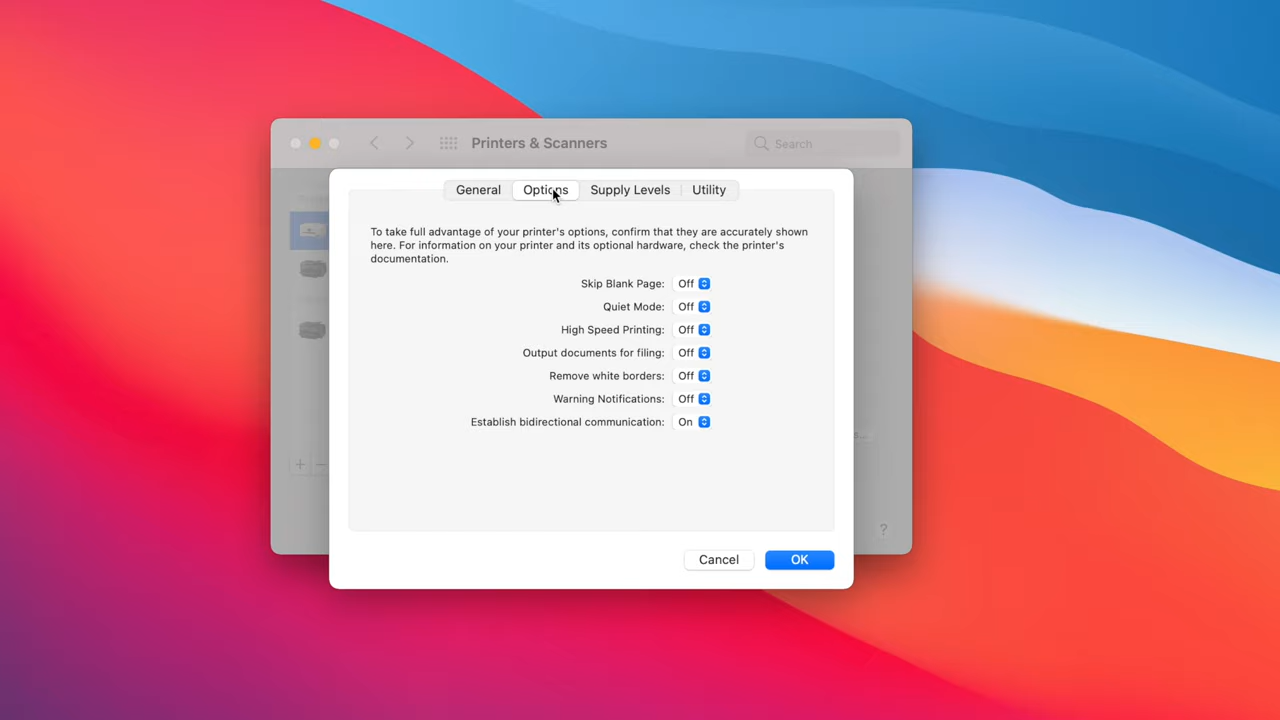 Printers & Scanners
Search
General
Options
Supply Levels
Utility
To take full advantage of your printer's options, confirm that they are accurately shown
here. For information on your printer and its optional hardware, check the printer's
documentation.
Skip Blank Page: Off
Quiet Mode: Off
High Speed Printing: Off
Output documents for filing: Off
Remove white borders: Off
Warning Notifications: Off
Establish bidirectional communication: On
+ −
?
Cancel
OK